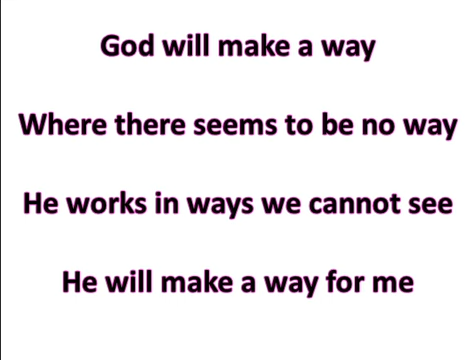 God will make a way
Where there seems to be no way
He works in ways we cannot see
He will make a way for me